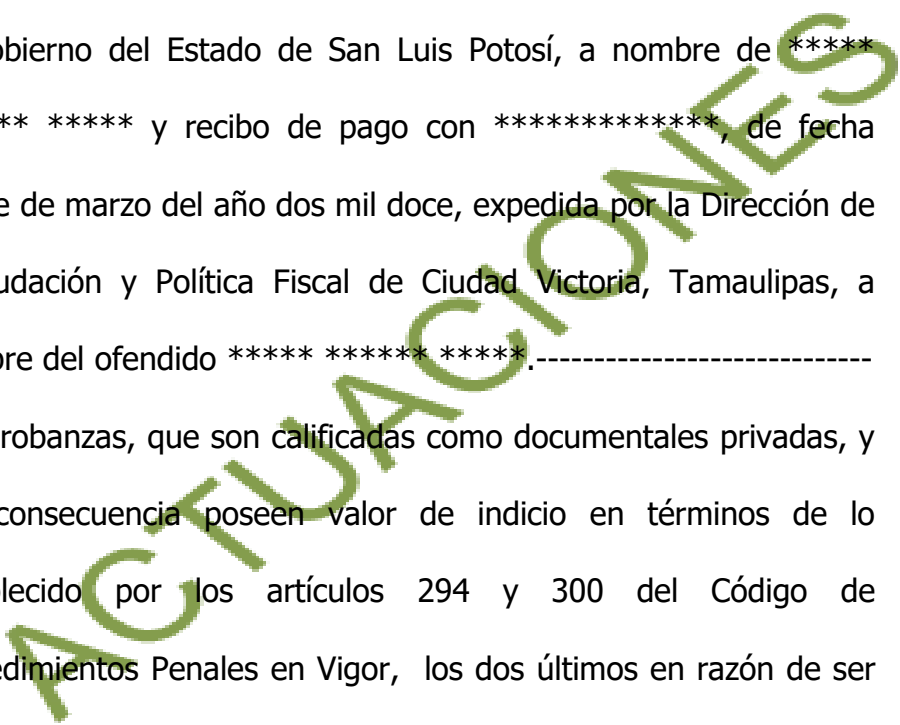 obierno del Estado de San Luis Potosí, a nombre de *****
** ***** y recibo de pago con *************, de fecha
e de marzo del año dos mil doce, expedida por la Dirección de
udación y Política Fiscal de Ciudad Victoria, Tamaulipas, a
bre del ofendido ***** ****** *****.-----------------------------
robanzas, que son calificadas como documentales privadas, y
consecuencia poseen valor de indicio en términos de lo
lecido por los artículos 294 y 300 del Código de
edimientos Penales en Vigor, los dos últimos en razón de ser
ACTUACIONES